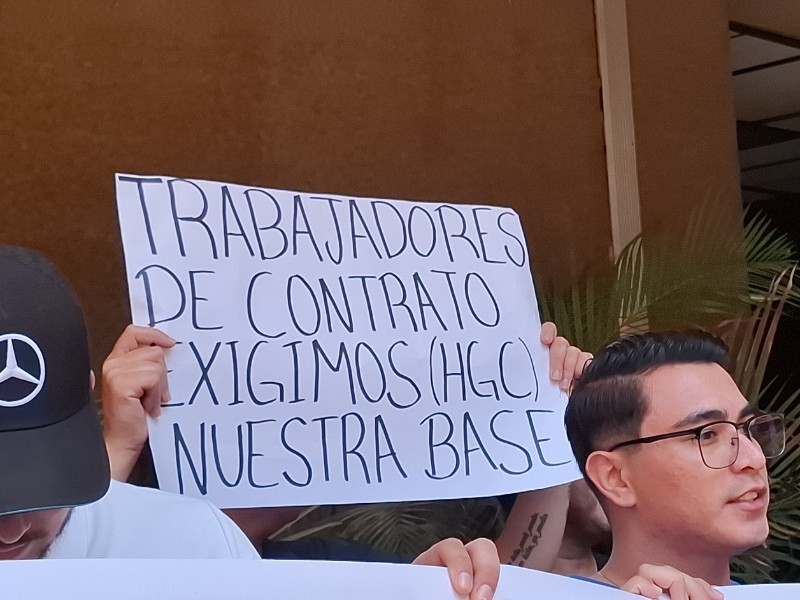 TRABAJADORES
DE CONTRATO
EXIGIMOS (HGC)
NUESTRA BASE